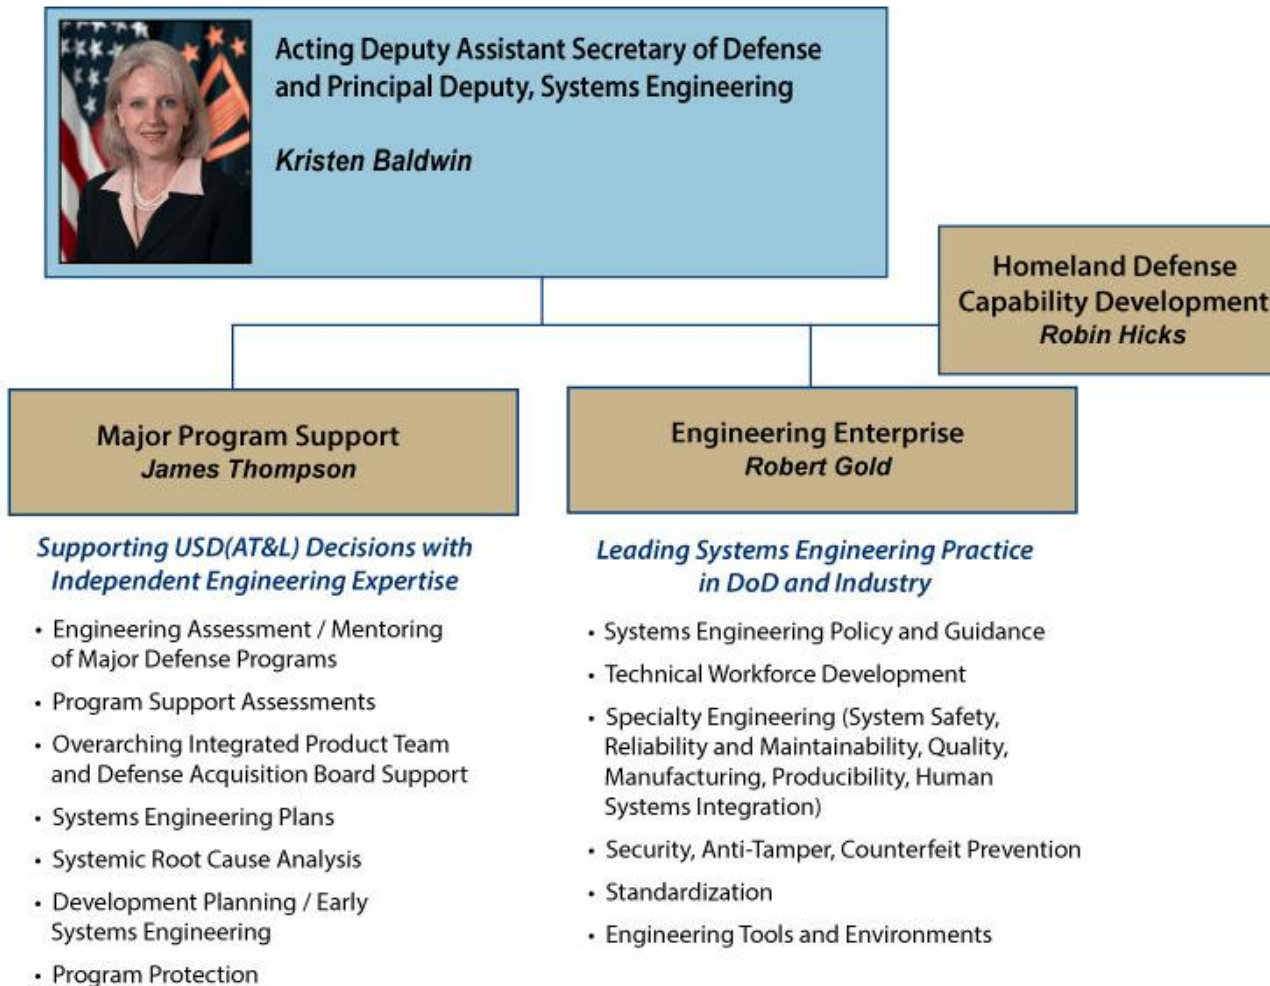 Acting Deputy Assistant Secretary of Defense
and Principal Deputy, Systems Engineering
Kristen Baldwin
Homeland Defense
Capability Development
Robin Hicks
Major Program Support
James Thompson
Supporting USD(AT&L) Decisions with
Independent Engineering Expertise
• Engineering Assessment / Mentoring
of Major Defense Programs
• Program Support Assessments
• Overarching Integrated Product Team
and Defense Acquisition Board Support
• Systems Engineering Plans
• Systemic Root Cause Analysis
• Development Planning / Early
Systems Engineering
• Program Protection
Engineering Enterprise
Robert Gold
Leading Systems Engineering Practice
in DoD and Industry
• Systems Engineering Policy and Guidance
• Technical Workforce Development
• Specialty Engineering (System Safety,
Reliability and Maintainability, Quality,
Manufacturing, Producibility, Human
Systems Integration)
• Security, Anti-Tamper, Counterfeit Prevention
• Standardization
• Engineering Tools and Environments